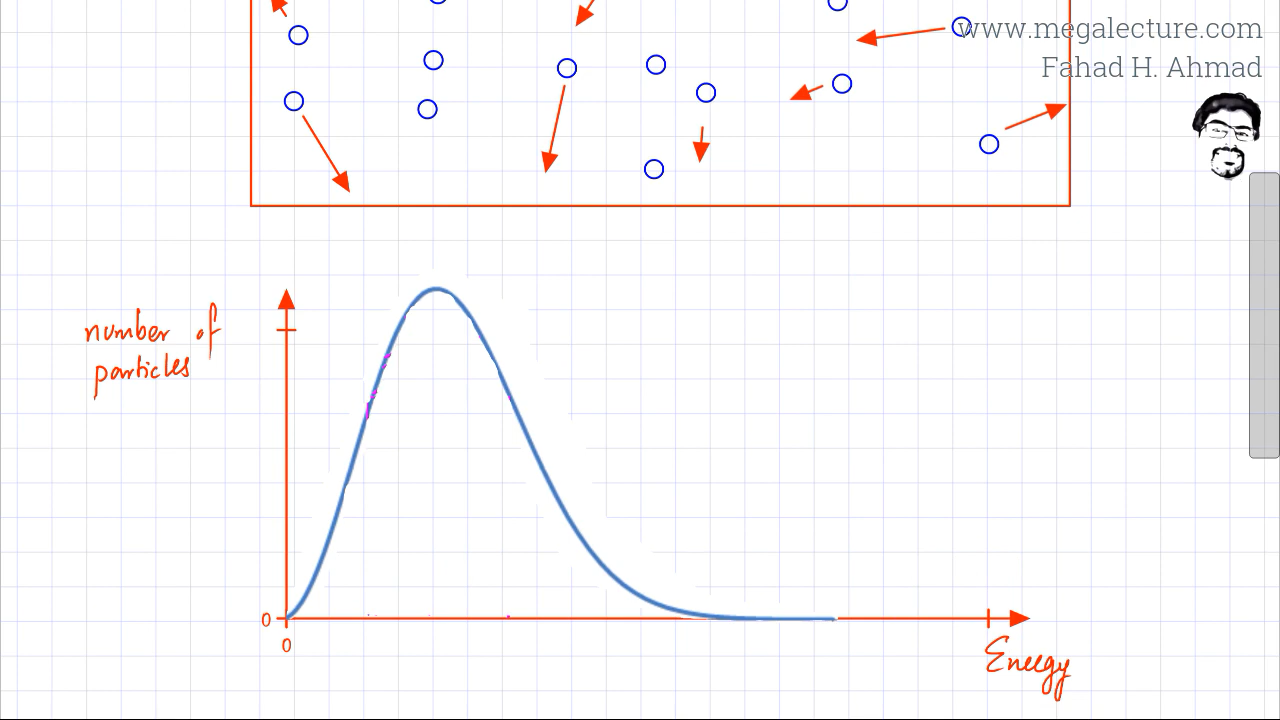 www.megalecture.com
Fahad H. Ahmad
number of
particles
0
0
Energy